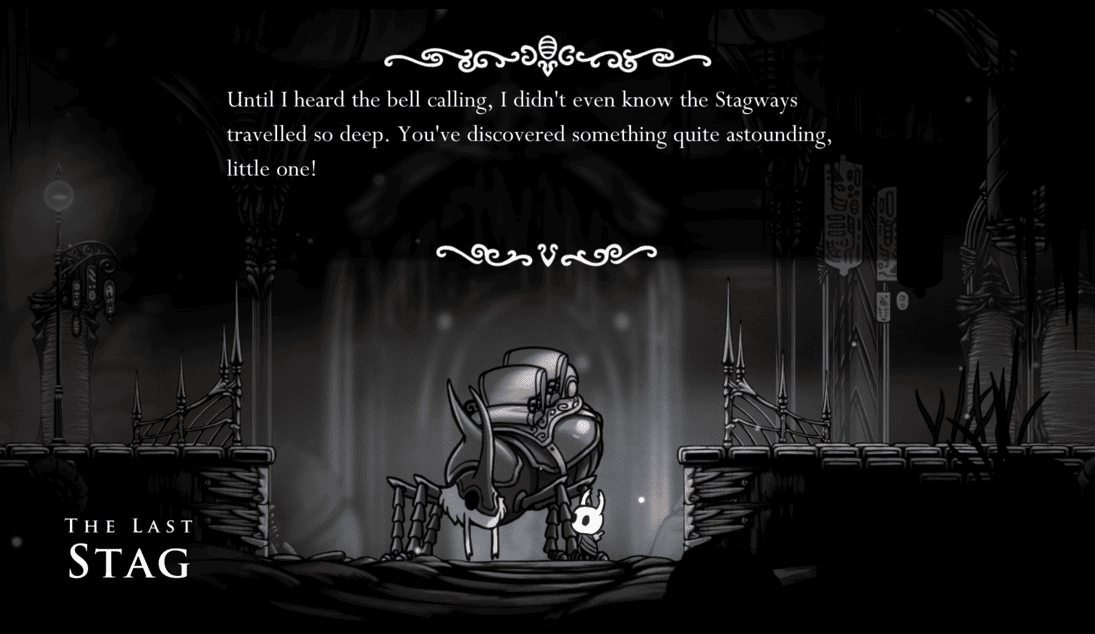 Until I heard the bell calling, I didn't even know the Stagways
travelled so deep. You've discovered something quite astounding,
little one!
THE LAST
STAG